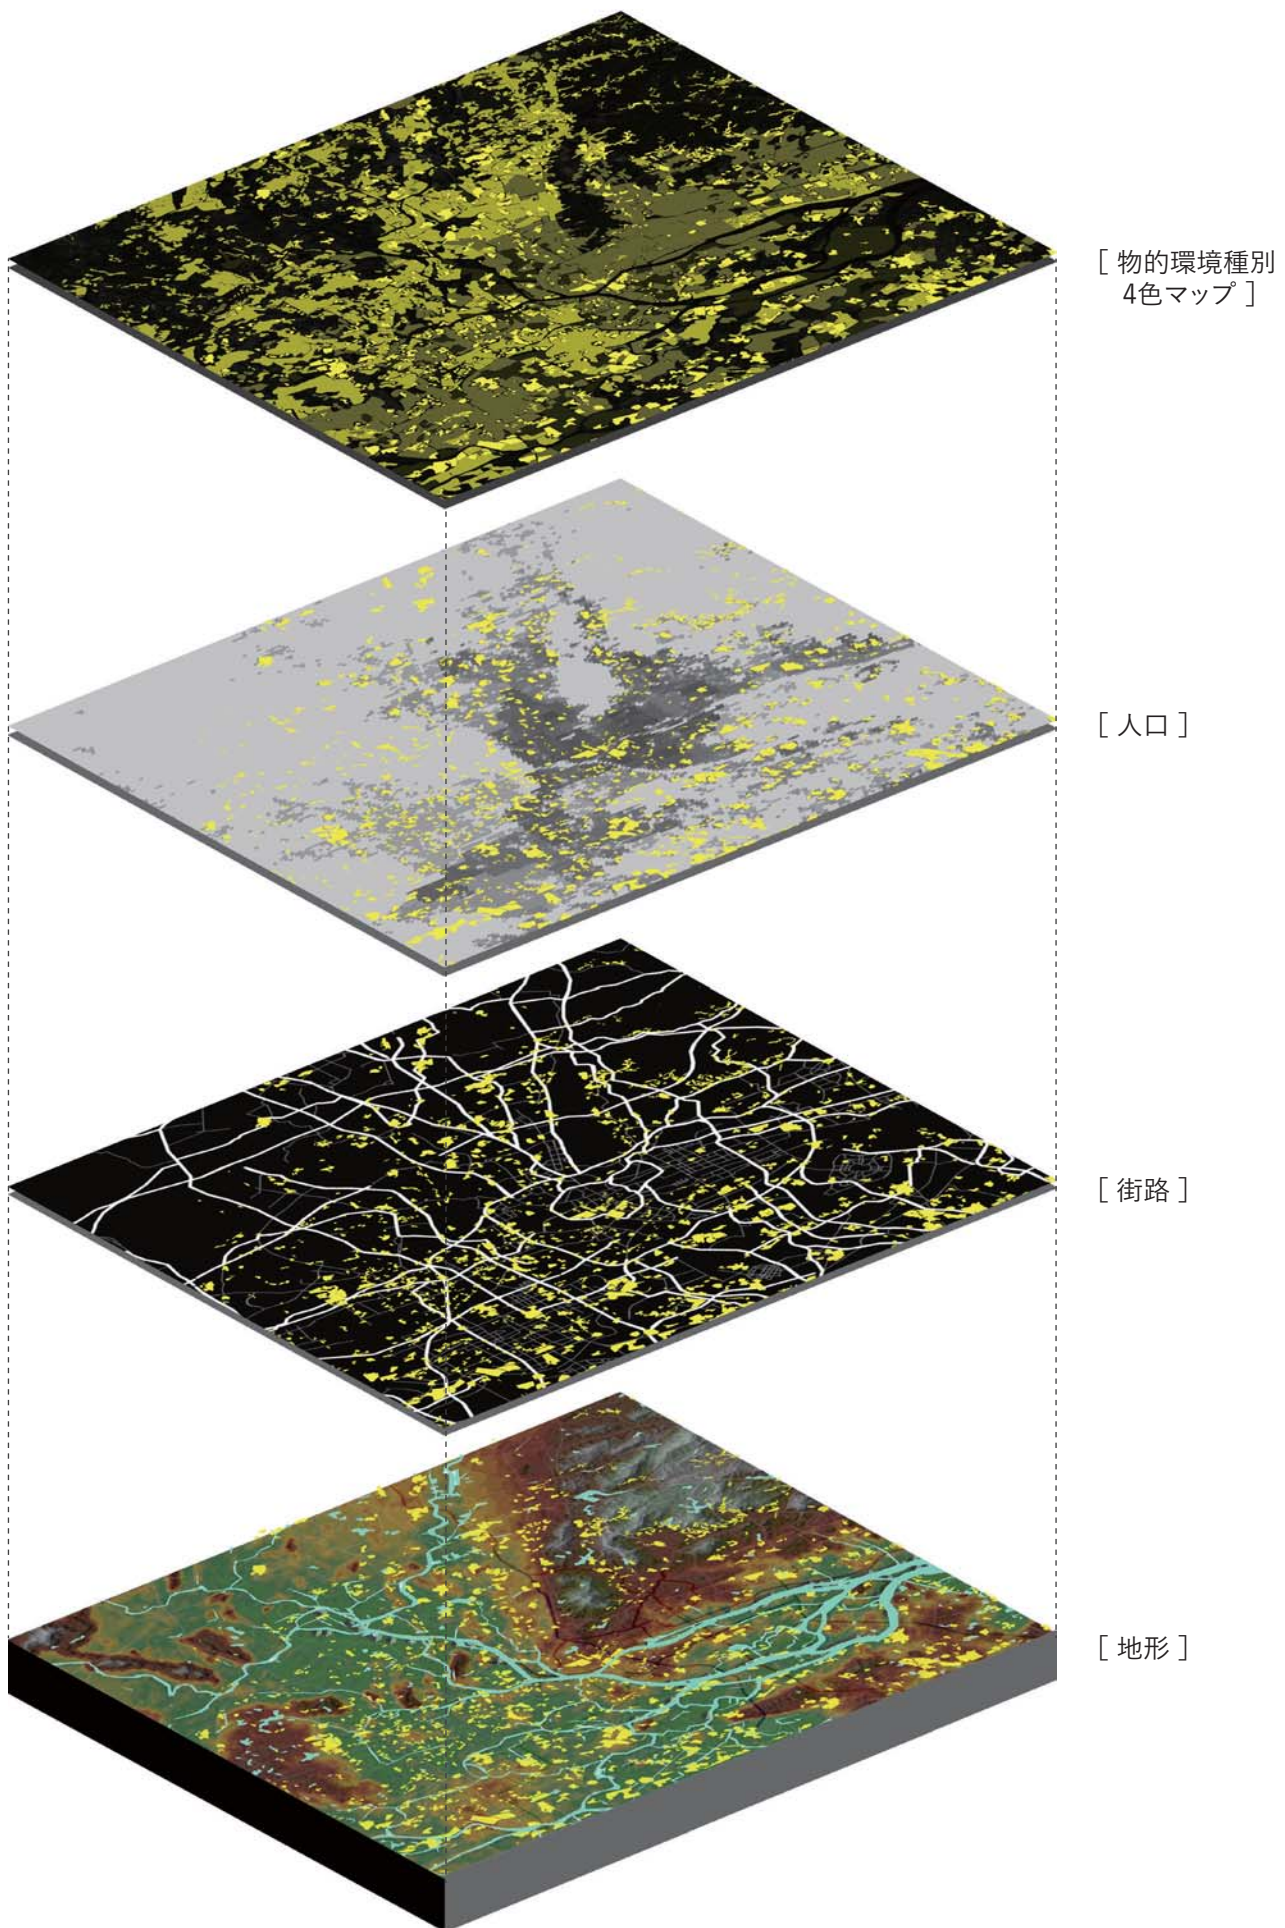 [ 物的環境種別
4色マップ ]
[ 人口 ]
[ 街路 ]
[ 地形 ]